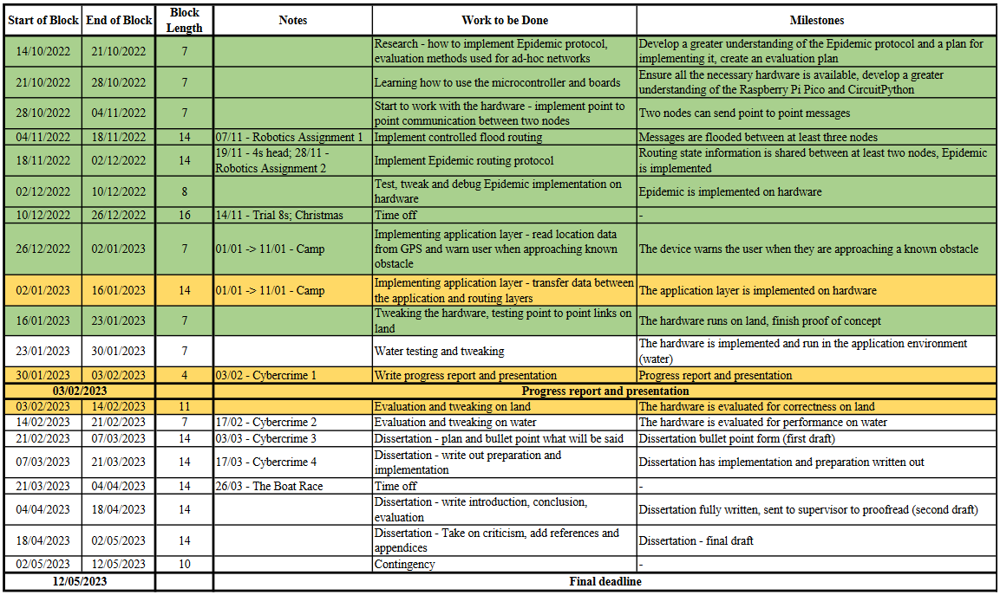 Start of Block End of Block Block Length Notes Work to be Done Milestones
14/10/2022 21/10/2022 7 Research - how to implement Epidemic protocol, evaluation methods used for ad-hoc networks Develop a greater understanding of the Epidemic protocol and a plan for implementing it, create an evaluation plan
21/10/2022 28/10/2022 7 Learning how to use the microcontroller and boards Ensure all the necessary hardware is available, develop a greater understanding of the Raspberry Pi Pico and CircuitPython
28/10/2022 04/11/2022 7 Start to work with the hardware - implement point to point communication between two nodes Two nodes can send point to point messages
04/11/2022 18/11/2022 14 07/11 - Robotics Assignment 1 Implement controlled flood routing Messages are flooded between at least three nodes
18/11/2022 02/12/2022 14 19/11 - 4s head; 28/11 - Robotics Assignment 2 Implement Epidemic routing protocol Routing state information is shared between at least two nodes, Epidemic is implemented
02/12/2022 10/12/2022 8 Test, tweak and debug Epidemic implementation on hardware Epidemic is implemented on hardware
10/12/2022 26/12/2022 16 14/11 - Trial 8s; Christmas Time off -
26/12/2022 02/01/2023 7 01/01 -> 11/01 - Camp Implementing application layer - read location data from GPS and warn user when approaching known obstacle The device warns the user when they are approaching a known obstacle
02/01/2023 16/01/2023 14 01/01 -> 11/01 - Camp Implementing application layer - transfer data between the application and routing layers The application layer is implemented on hardware
16/01/2023 23/01/2023 7 Tweaking the hardware, testing point to point links on land The hardware runs on land, finish proof of concept
23/01/2023 30/01/2023 7 Water testing and tweaking The hardware is implemented and run in the application environment (water)
30/01/2023 03/02/2023 4 03/02 - Cybercrime 1 Write progress report and presentation Progress report and presentation
03/02/2023 Progress report and presentation
03/02/2023 14/02/2023 11 Evaluation and tweaking on land The hardware is evaluated for correctness on land
14/02/2023 21/02/2023 7 17/02 - Cybercrime 2 Evaluation and tweaking on water The hardware is evaluated for performance on water
21/02/2023 07/03/2023 14 03/03 - Cybercrime 3 Dissertation - plan and bullet point what will be said Dissertation bullet point form (first draft)
07/03/2023 21/03/2023 14 17/03 - Cybercrime 4 Dissertation - write out preparation and implementation Dissertation has implementation and preparation written out
21/03/2023 04/04/2023 14 26/03 - The Boat Race Time off -
04/04/2023 18/04/2023 14 Dissertation - write introduction, conclusion, evaluation Dissertation fully written, sent to supervisor to proofread (second draft)
18/04/2023 02/05/2023 14 Dissertation - Take on criticism, add references and appendices Dissertation - final draft
02/05/2023 12/05/2023 10 Contingency -
12/05/2023 Final deadline